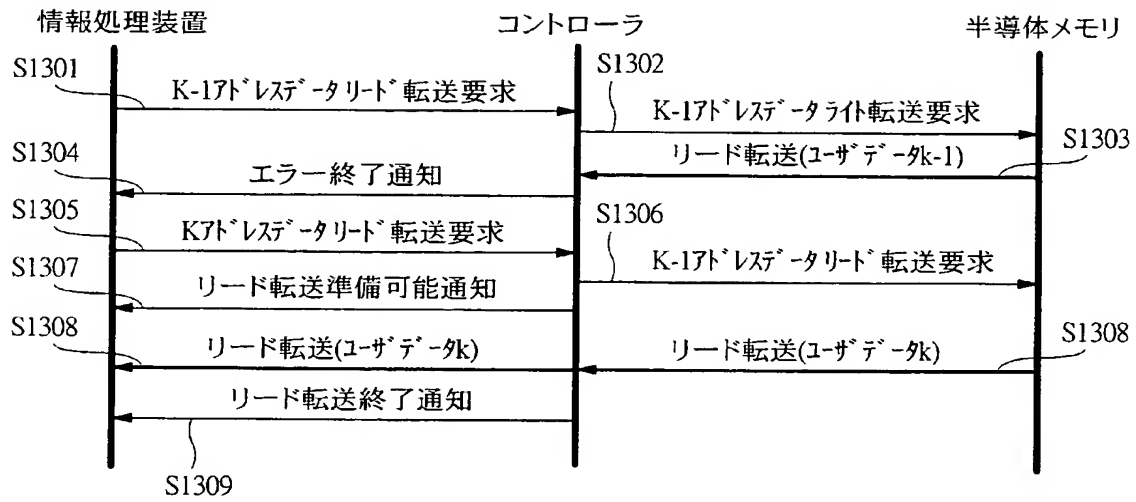 情報処理装置
コントローラ
半導体メモリ
S1301
K-1ｱﾄﾞﾚｽﾃﾞｰﾀﾘｰﾄﾞ転送要求
S1302
K-1ｱﾄﾞﾚｽﾃﾞｰﾀﾗｲﾄ転送要求
S1303
リード転送(ﾕｰｻﾞﾃﾞｰﾀk-1)
S1304
エラー終了通知
S1305
Kｱﾄﾞﾚｽﾃﾞｰﾀﾘｰﾄﾞ転送要求
S1306
K-1ｱﾄﾞﾚｽﾃﾞｰﾀﾘｰﾄﾞ転送要求
S1307
リード転送準備可能通知
S1308
リード転送(ﾕｰｻﾞﾃﾞｰﾀk)
リード転送(ﾕｰｻﾞﾃﾞｰﾀk)
S1308
リード転送終了通知
S1309